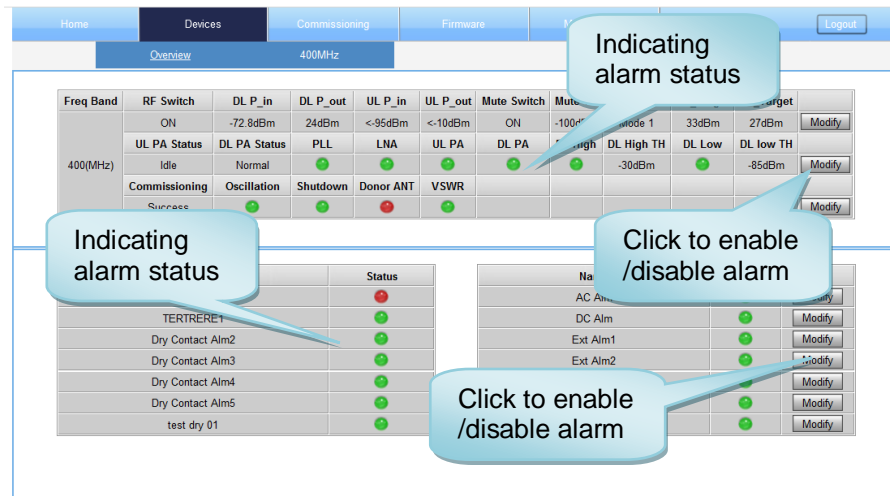 Home Devices Commissioning Firmware Logout
Overview 400MHz
Indicating
alarm status
Freq Band RF Switch DL P_in DL P_out UL P_in UL P_out Mute Switch
ON -72.8dBm 24dBm <-95dBm <-10dBm ON Mode 1 33dBm 27dBm Modify
UL PA Status DL PA Status PLL LNA UL PA DL PA DL High TH DL Low DL low TH
400(MHz) Idle Normal -30dBm -85dBm Modify
Commissioning Oscillation Shutdown Donor ANT VSWR
Success Modify
Indicating
alarm status
Click to enable
/disable alarm
Status
AC Alm Modify
TERTRERE1 DC Alm Modify
Dry Contact Alm2 Ext Alm1 Modify
Dry Contact Alm3 Ext Alm2 Modify
Dry Contact Alm4 Modify
Dry Contact Alm5 Modify
test dry 01 Modify
Click to enable
/disable alarm